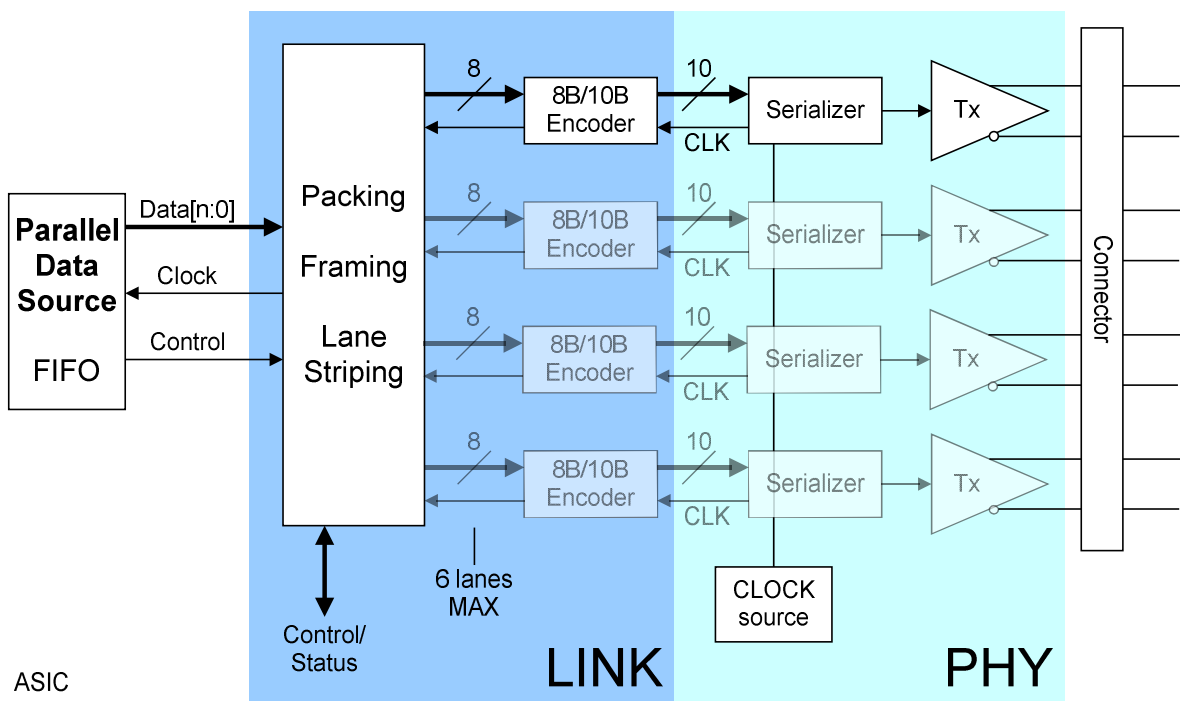 Parallel
Data
Source
FIFO
Data[n:0]
Clock
Control
Packing
Framing
Lane
Striping
8
8B/10B
Encoder
10
CLK
Serializer
Tx
8
8B/10B
Encoder
10
CLK
Serializer
Tx
8
8B/10B
Encoder
10
CLK
Serializer
Tx
8
8B/10B
Encoder
10
CLK
Serializer
Tx
Connector
6 lanes
MAX
CLOCK
source
Control/
Status
LINK
PHY
ASIC